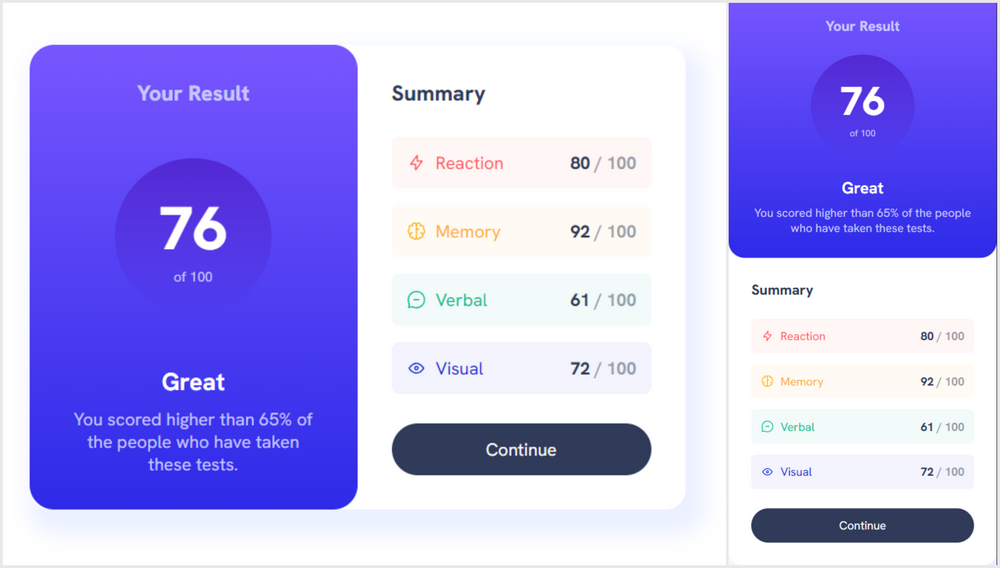 Your Result
76
of 100
Great
You scored higher than 65% of
the people who have taken
these tests.
Summary
Reaction 80 / 100
Memory 92 / 100
Verbal 61 / 100
Visual 72 / 100
Continue
Your Result
76
of 100
Great
You scored higher than 65% of the people
who have taken these tests.
Summary
Reaction 80 / 100
Memory 92 / 100
Verbal 61 / 100
Visual 72 / 100
Continue